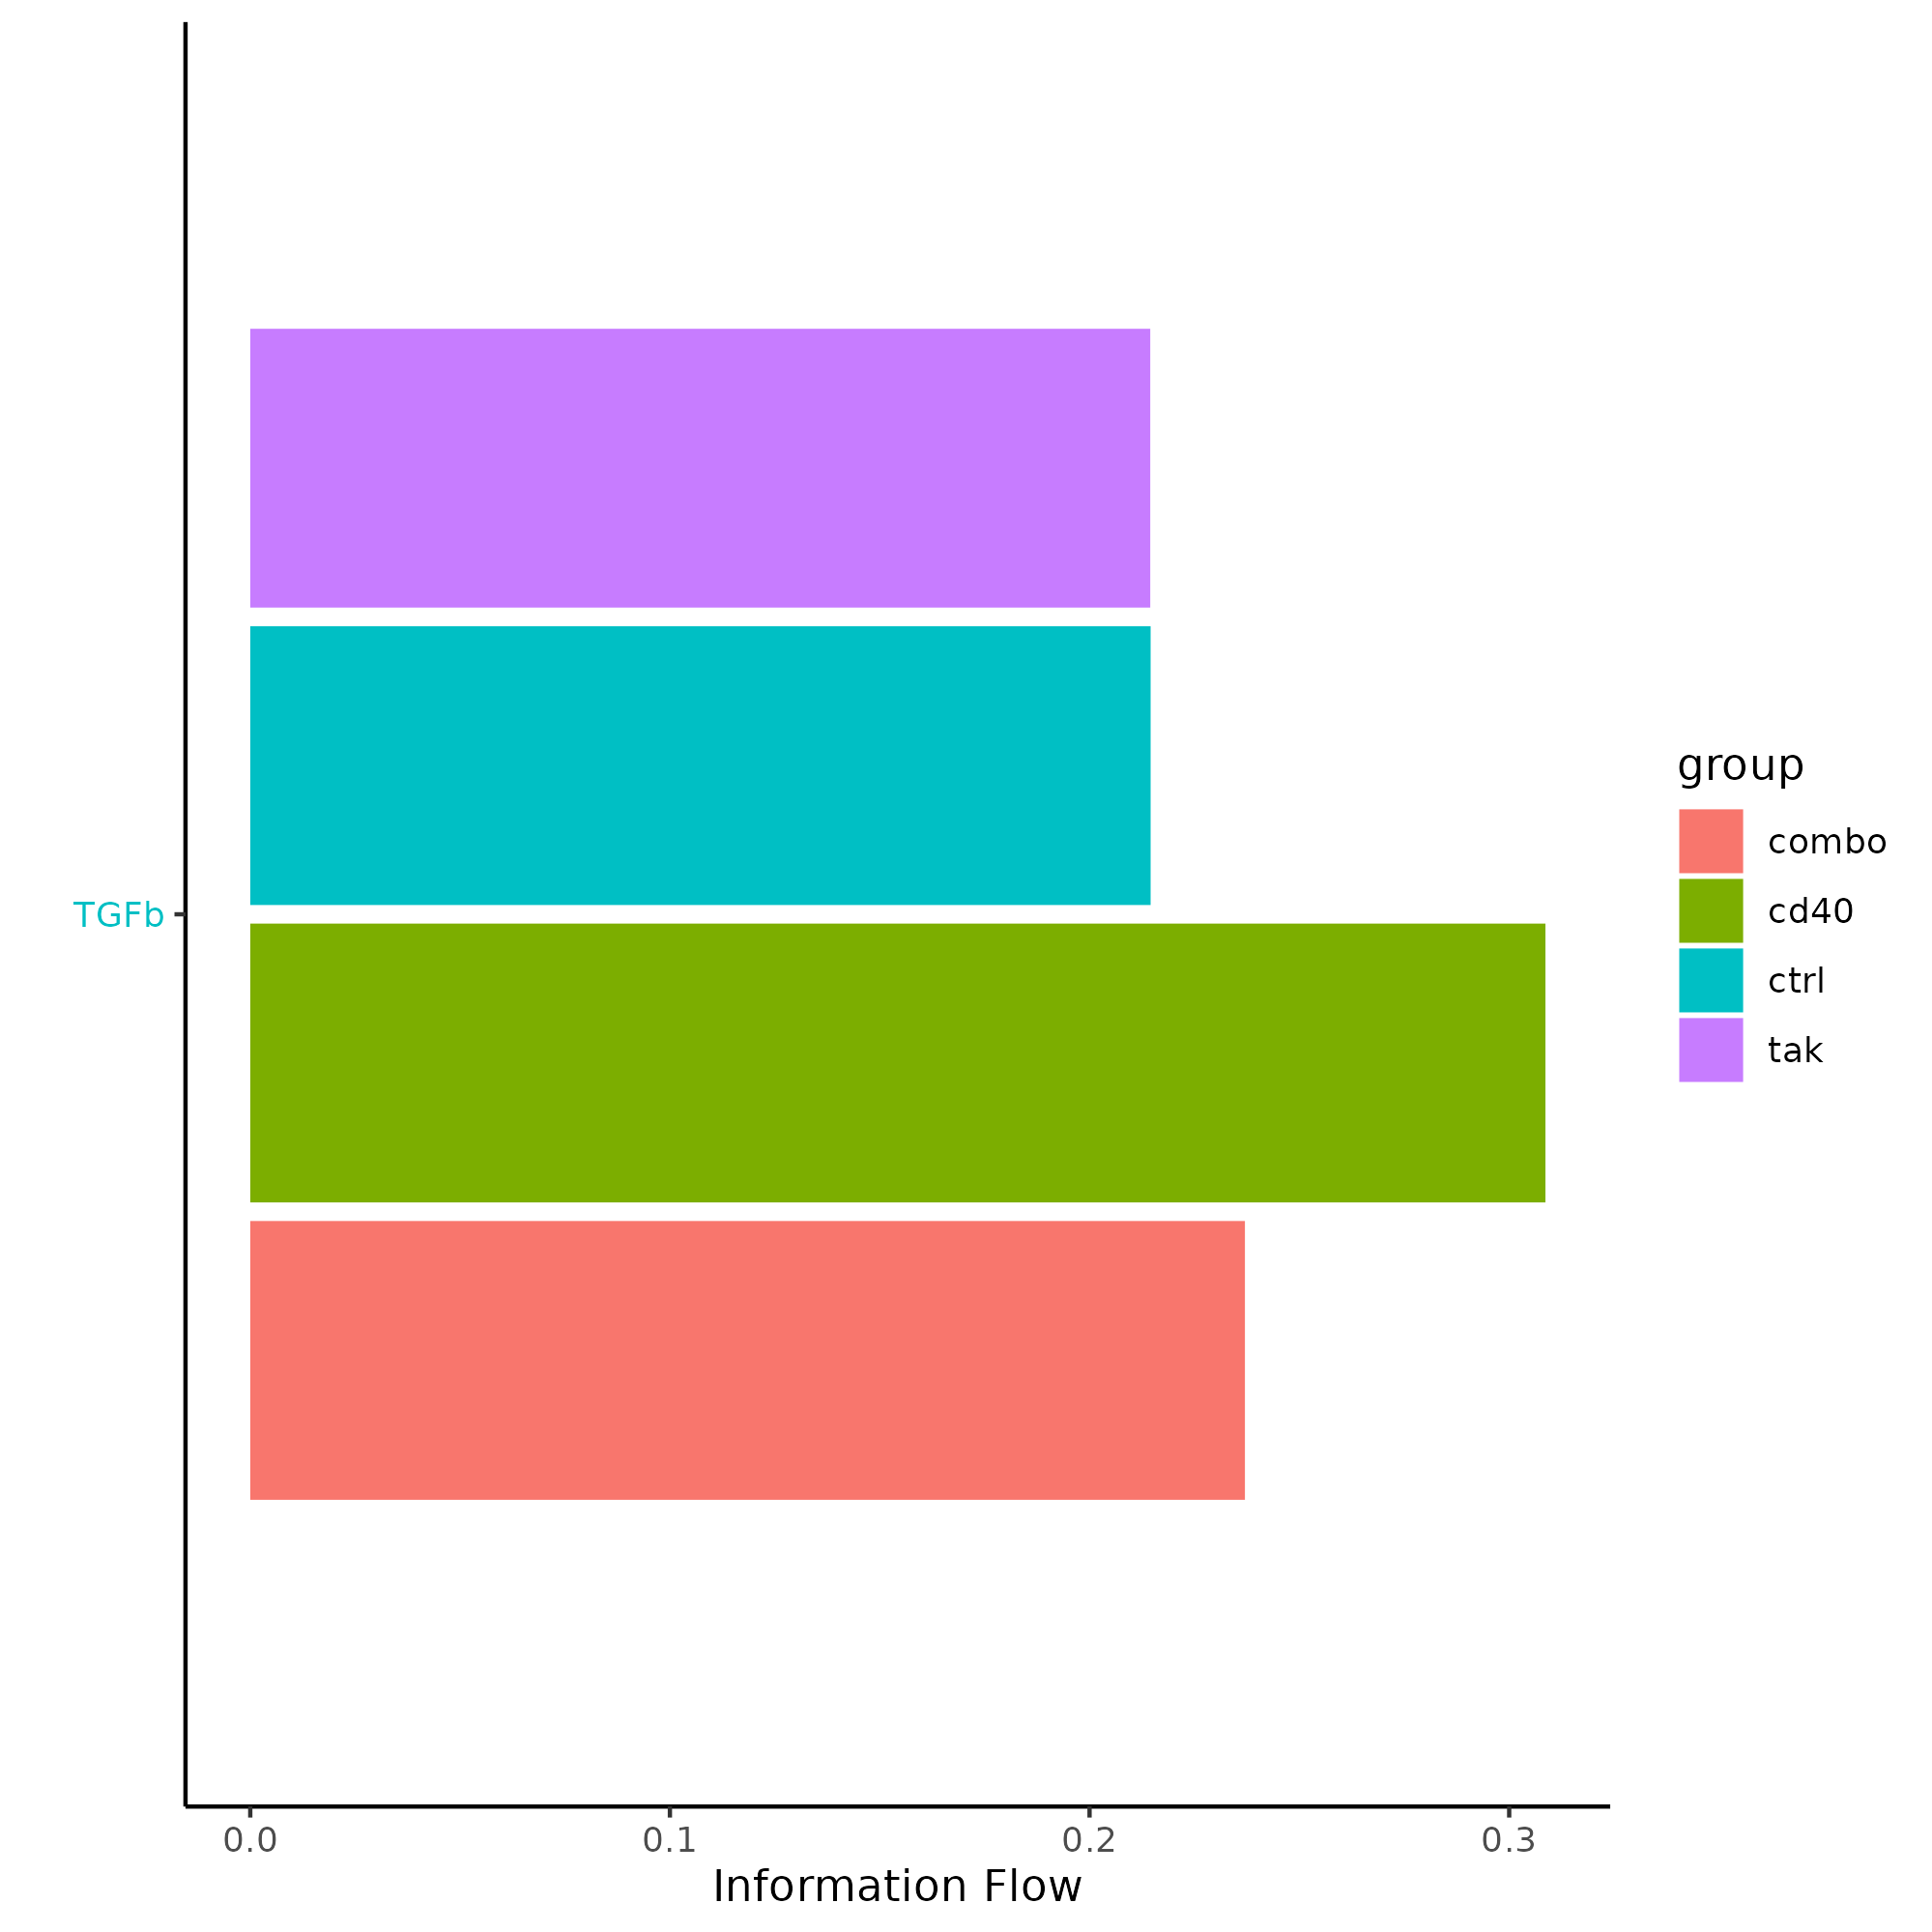 TGFb
0.0 0.1 0.2 0.3
Information Flow
group
combo
cd40
ctrl
tak